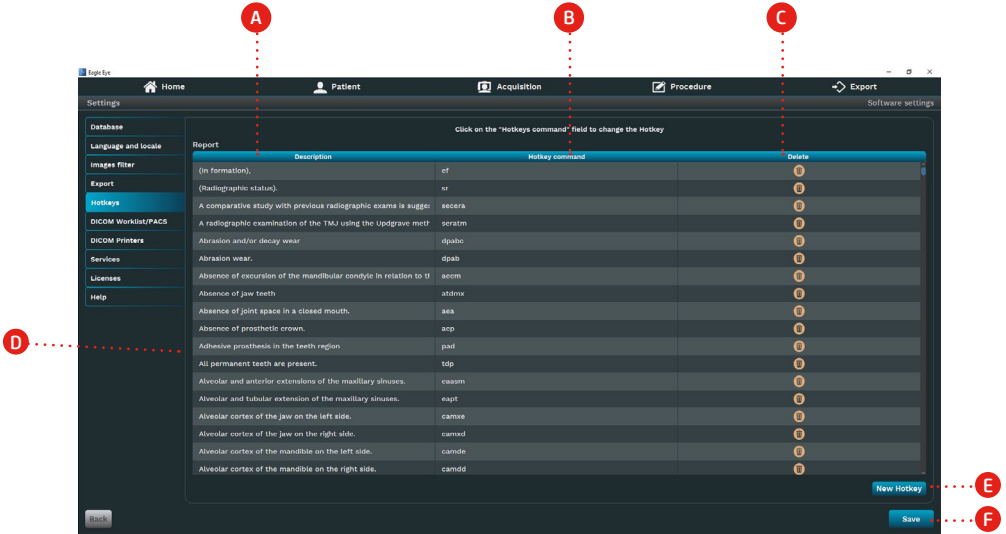 A
B
C
Eagle Eye
Home
Patient
Acquisition
Procedure
Export
Settings
Software settings
Database
Language and locale
Images filter
Export
Hotkeys
DICOM Worklist/PACS
DICOM Printers
Services
Licenses
Help
Click on the "Hotkeys command" field to change the Hotkey
Report
Description Hotkey command Delete
(In formation), ef
(Radiographic status). sr
A comparative study with previous radiographic exams is sugges secera
A radiographic examination of the TMJ using the Updgrave meth seratm
Abrasion and/or decay wear dpabc
Abrasion wear. dpab
Absence of excursion of the mandibular condyle in relation to th aecm
Absence of jaw teeth atdmx
Absence of joint space in a closed mouth. aea
Absence of prosthetic crown. aep
Adhesive prosthesis in the teeth region pad
All permanent teeth are present. tdp
Alveolar and anterior extensions of the maxillary sinuses. eaasm
Alveolar and tubular extension of the maxillary sinuses. eapt
Alveolar cortex of the jaw on the left side. camxe
Alveolar cortex of the jaw on the right side. camxd
Alveolar cortex of the mandible on the left side. camde
Alveolar cortex of the mandible on the right side. camdd
D
New Hotkey
E
Back
Save
F